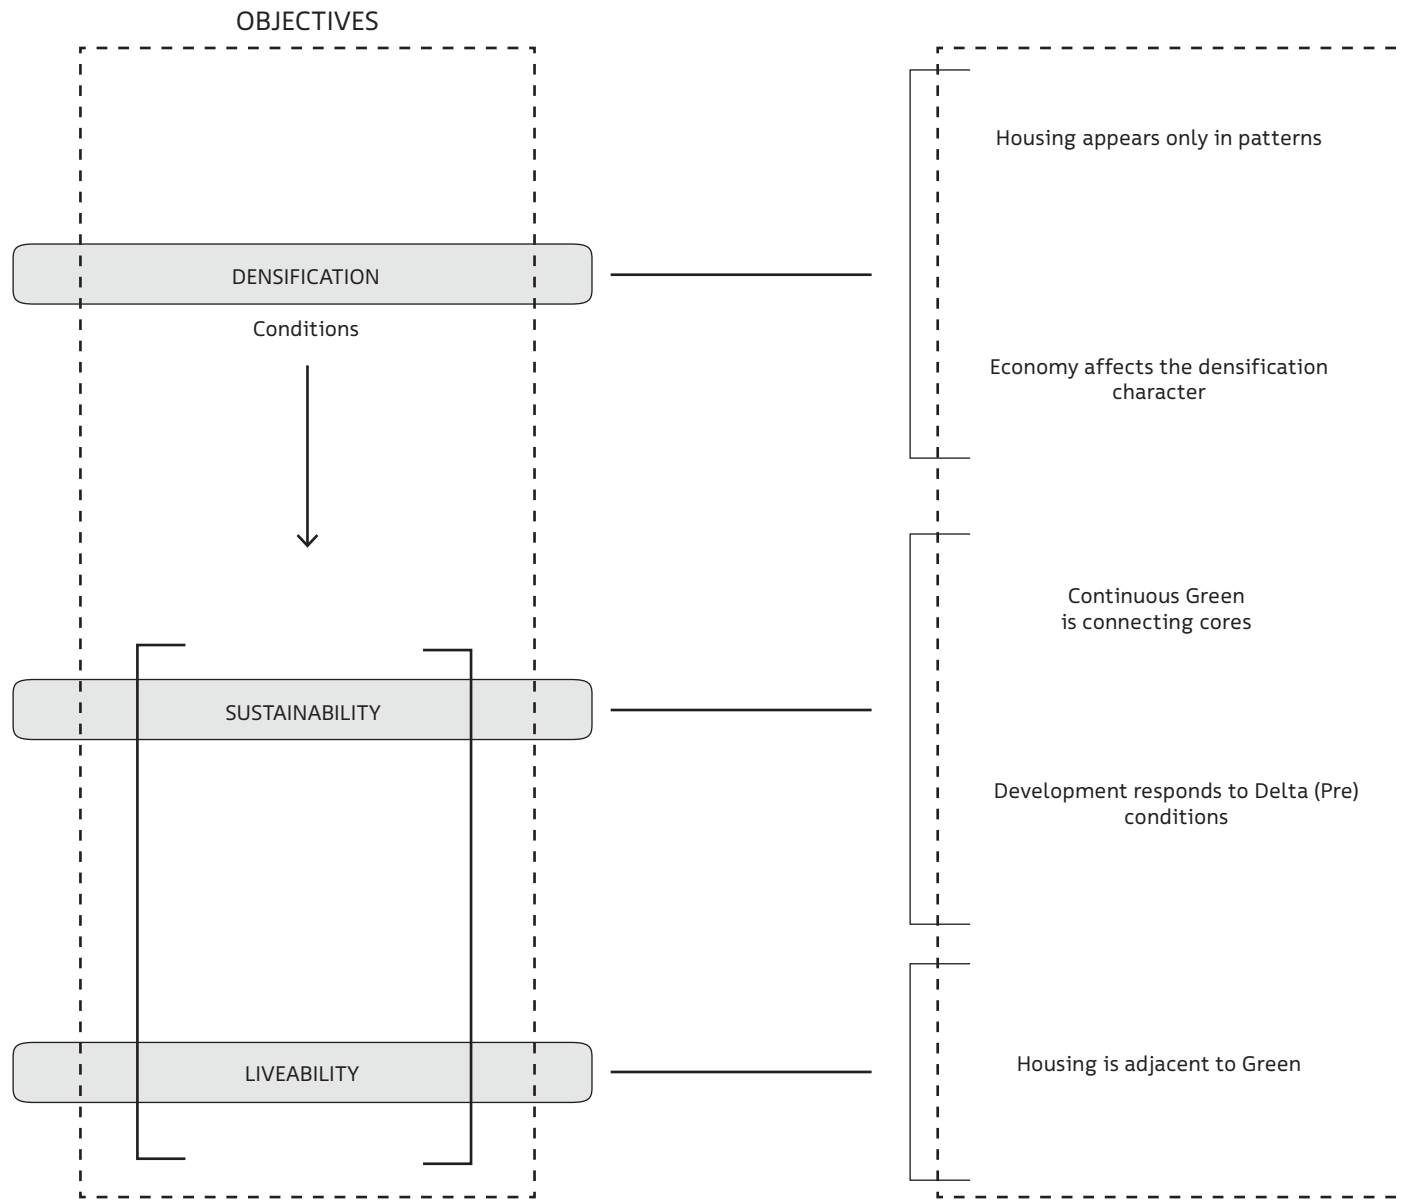 OBJECTIVES
Housing appears only in patterns
DENSIFICATION
Conditions
Economy affects the densification
character
Continuous Green
is connecting cores
SUSTAINABILITY
Development responds to Delta (Pre)
conditions
LIVEABILITY
Housing is adjacent to Green